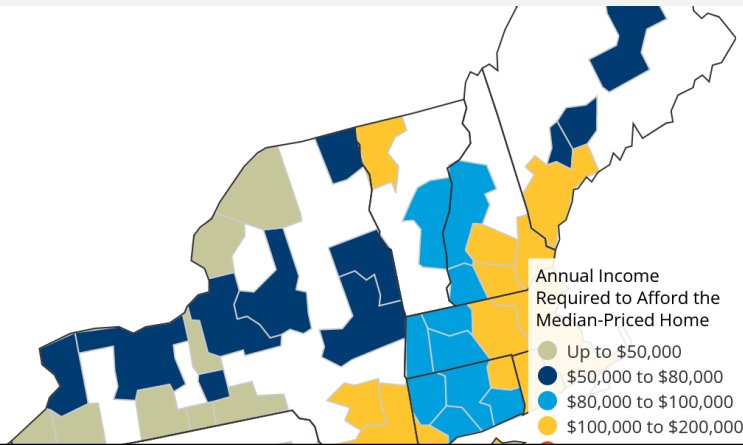 Annual Income
Required to Afford the
Median-Priced Home
Up to $50,000
$50,000 to $80,000
$80,000 to $100,000
$100,000 to $200,000